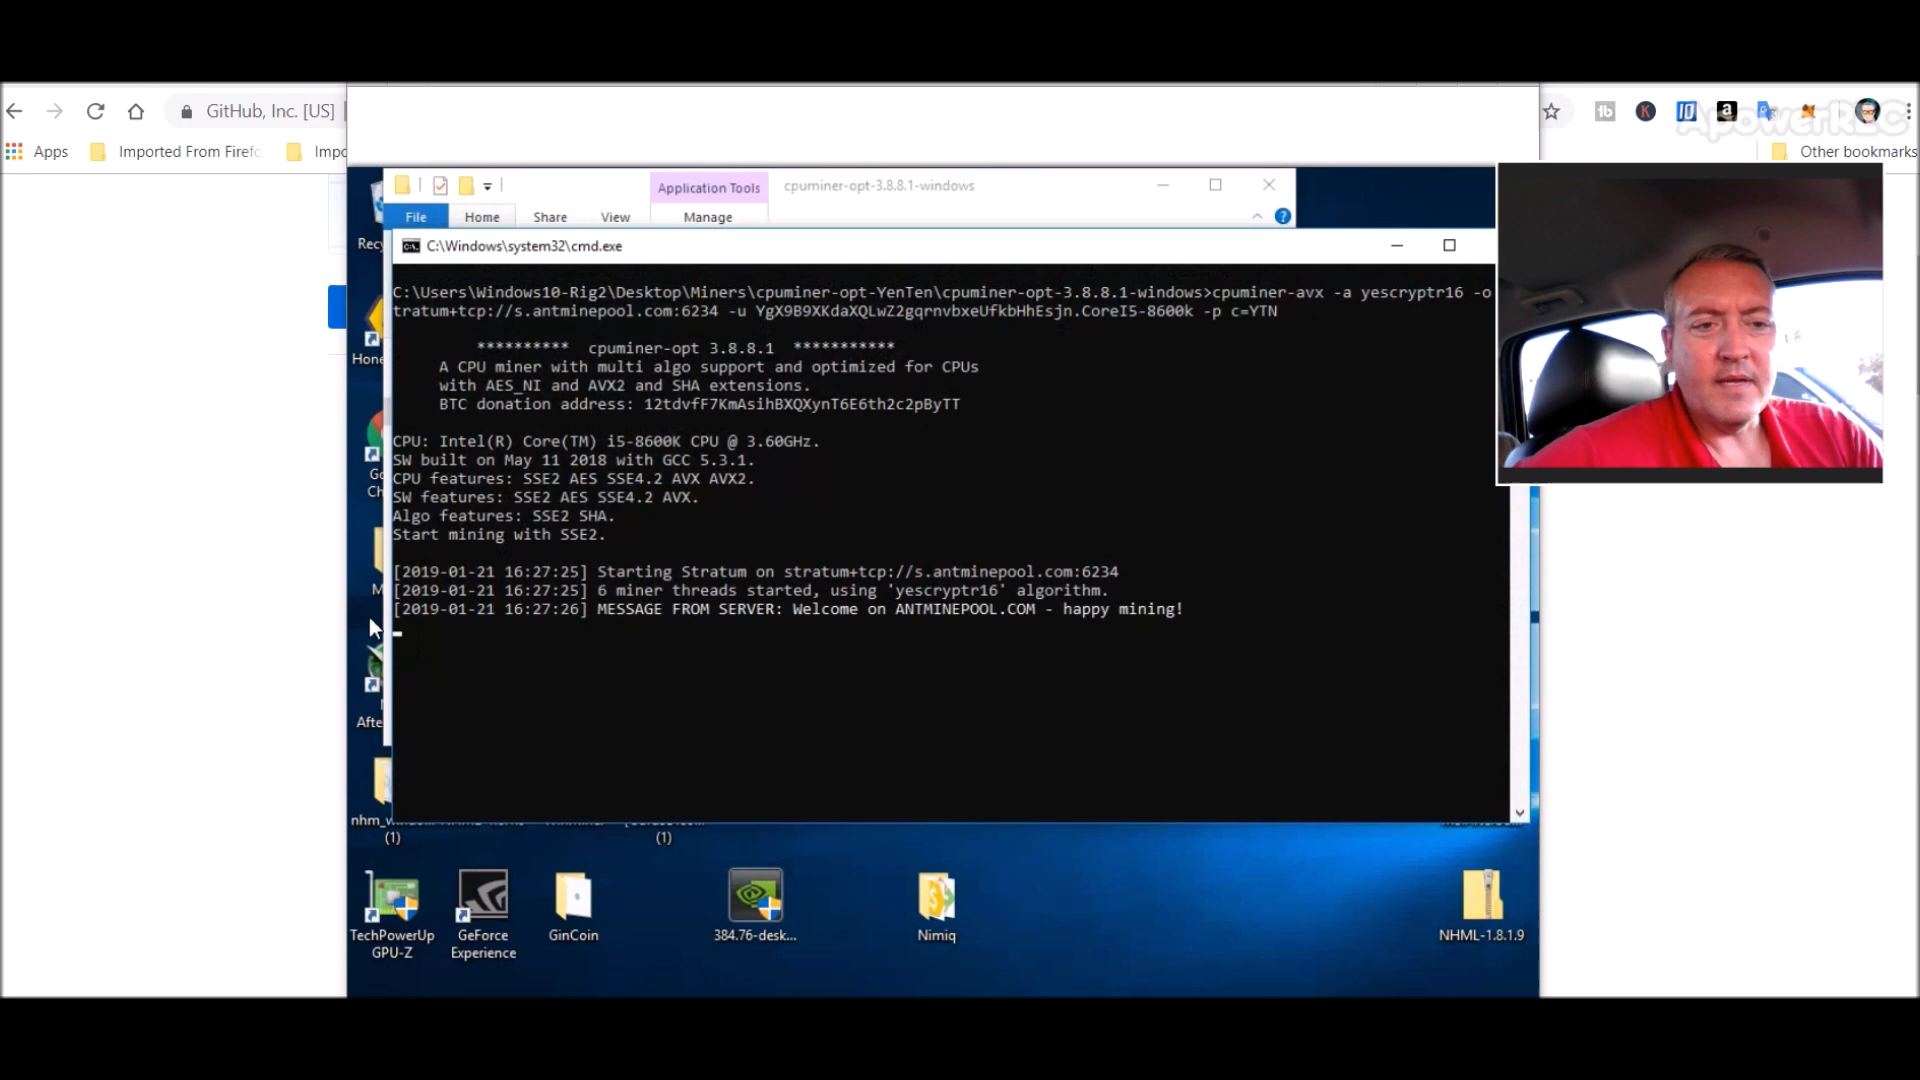 GitHub, Inc. [US]
ApowerREC
Apps
Imported From Firefo
Impo
Other bookmarks
Application Tools
cpuminer-opt-3.8.8.1-windows
File
Home
Share
View
Manage
Recy
C:\Windows\system32\cmd.exe
C:\Users\Windows10-Rig2\Desktop\Miners\cpuminer-opt-YenTen\cpuminer-opt-3.8.8.1-windows>cpuminer-avx -a yescryptr16 -o
tratum+tcp://s.antminepool.com:6234 -u YgX9B9XKdaXQLwZ2gqrnvbxeUfkbHhEsjn.CoreI5-8600k -p c=YTN
********** cpuminer-opt 3.8.8.1 ***********
A CPU miner with multi algo support and optimized for CPUs
with AES_NI and AVX2 and SHA extensions.
BTC donation address: 12tdvfF7KmAsihBXQXynT6E6th2c2pByTT
CPU: Intel(R) Core(TM) i5-8600K CPU @ 3.60GHz.
SW built on May 11 2018 with GCC 5.3.1.
CPU features: SSE2 AES SSE4.2 AVX AVX2.
SW features: SSE2 AES SSE4.2 AVX.
Algo features: SSE2 SHA.
Start mining with SSE2.
[2019-01-21 16:27:25] Starting Stratum on stratum+tcp://s.antminepool.com:6234
[2019-01-21 16:27:25] 6 miner threads started, using 'yescryptr16' algorithm.
[2019-01-21 16:27:26] MESSAGE FROM SERVER: Welcome on ANTMINEPOOL.COM - happy mining!
Hone
Go
Ch
M
Afte
(1)
(1)
TechPowerUp
GPU-Z
GeForce
Experience
GinCoin
384.76-desk...
Nimiq
NHML-1.8.1.9